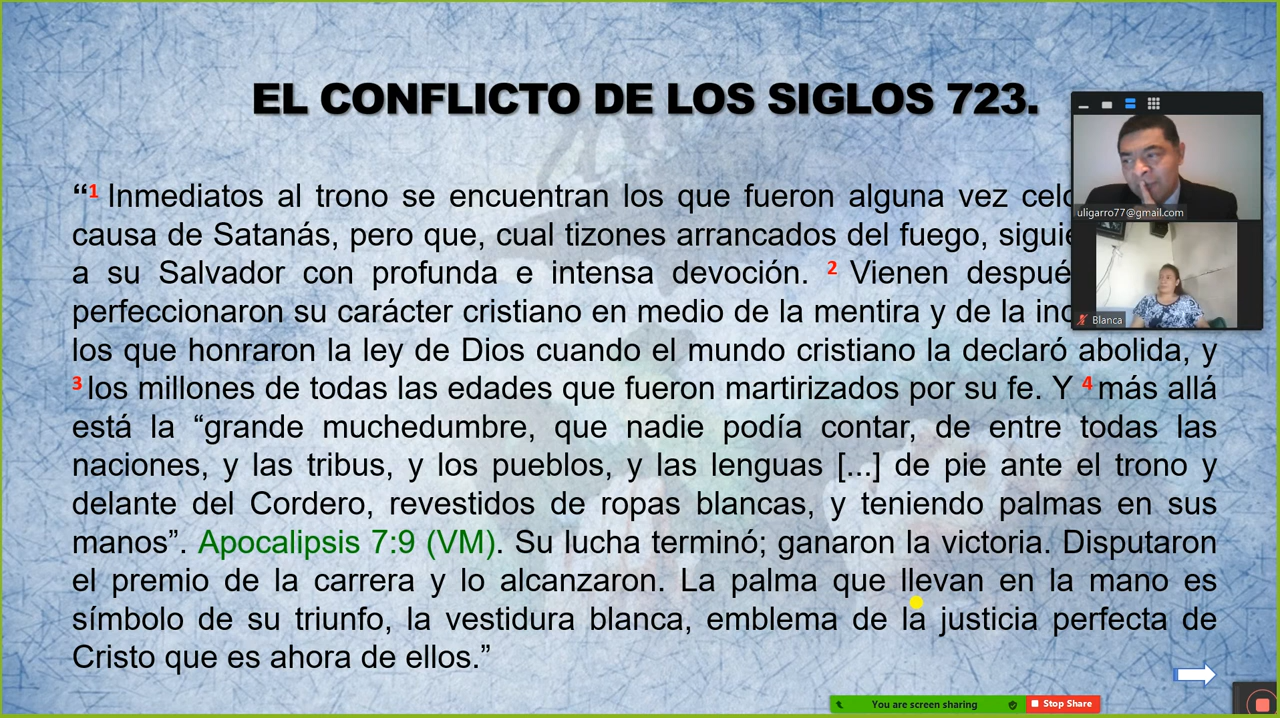 EL CONFLICTO DE LOS SIGLOS 723.
“1 Inmediatos al trono se encuentran los que fueron alguna vez
causa de Satanás, pero que, cual tizones arrancados del fuego,
a su Salvador con profunda e intensa devoción. 2 Vienen
perfeccionaron su carácter cristiano en medio de la mentira y de la
los que honraron la ley de Dios cuando el mundo cristiano la declaró abolida, y
3 los millones de todas las edades que fueron martirizados por su fe. Y 4 más allá
está la “grande muchedumbre, que nadie podía contar, de entre todas las
naciones, y las tribus, y los pueblos, y las lenguas [...] de pie ante el trono y
delante del Cordero, revestidos de ropas blancas, y teniendo palmas en sus
manos”. Apocalipsis 7:9 (VM). Su lucha terminó; ganaron la victoria. Disputaron
el premio de la carrera y lo alcanzaron. La palma que llevan en la mano es
símbolo de su triunfo, la vestidura blanca, emblema de la justicia perfecta de
Cristo que es ahora de ellos.”
uligarro77@gmail.com
Blanca
You are screen sharing
Stop Share